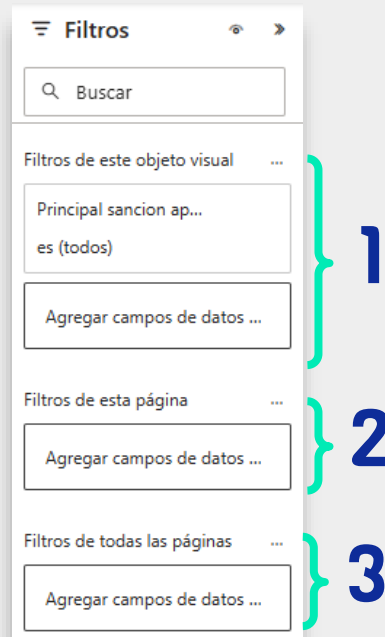 Filtros
Buscar
Filtros de este objeto visual ...
Principal sancion ap...
es (todos)
Agregar campos de datos ...
1
Filtros de esta página ...
Agregar campos de datos ...
2
Filtros de todas las páginas ...
Agregar campos de datos ...
3